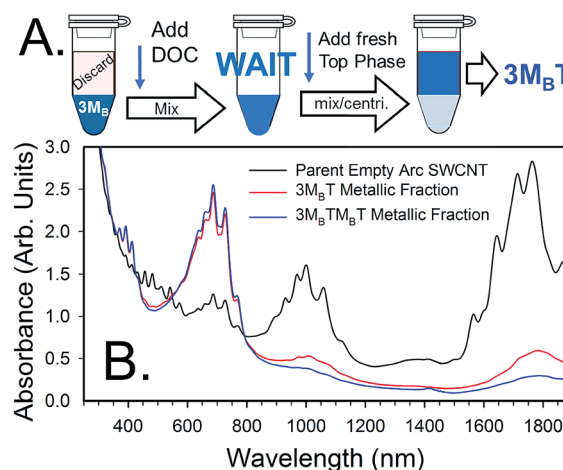 A.
Add
DOC
Discard
3M_B
Mix
WAIT
Add fresh
Top Phase
mix/centri.
3M_BT
3.0
2.5
2.0
1.5
1.0
0.5
0.0
Absorbance (Arb. Units)
Parent Empty Arc SWCNT
3M_BT Metallic Fraction
3M_BTM_BT Metallic Fraction
B.
400 600 800 1000 1200 1400 1600 1800
Wavelength (nm)